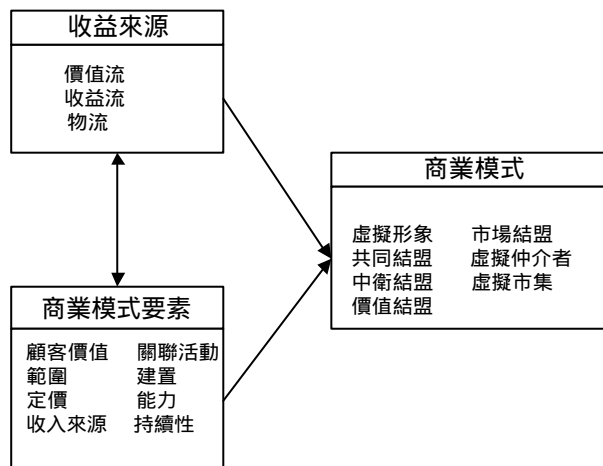 收益來源
價值流
收益流
物流
商業模式
虛擬形象 市場結盟
共同結盟 虛擬仲介者
中衛結盟 虛擬市集
價值結盟
商業模式要素
顧客價值 關聯活動
範圍 建置
定價 能力
收入來源 持續性